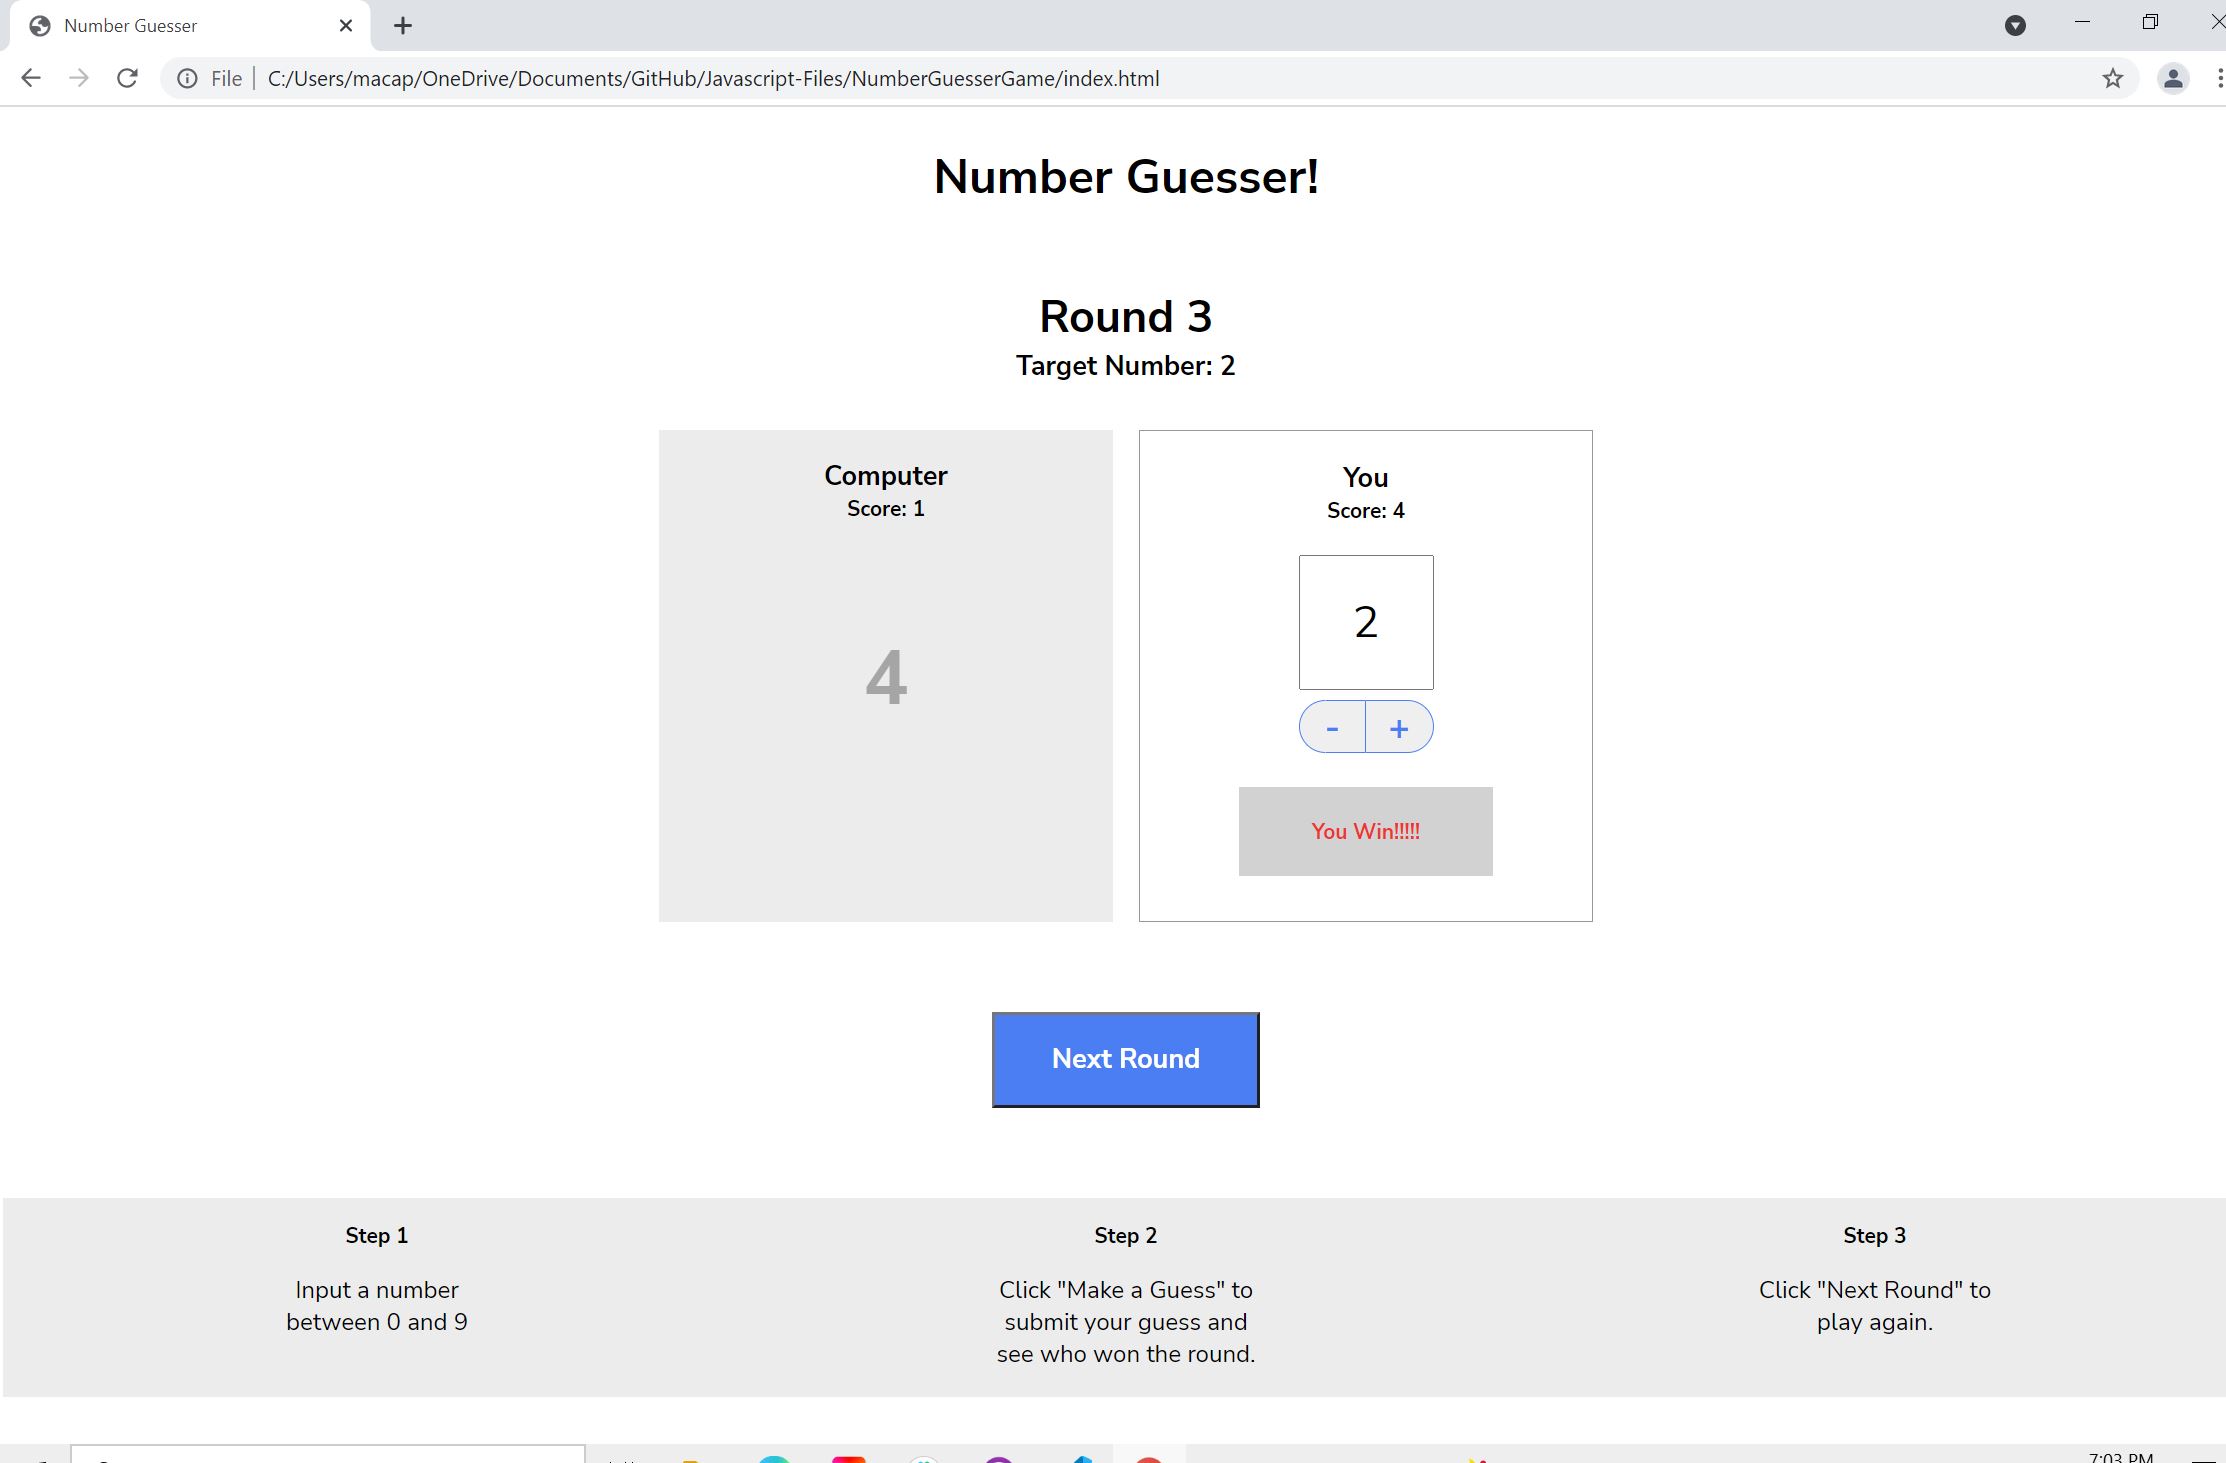 Number Guesser
File C:/Users/macap/OneDrive/Documents/GitHub/Javascript-Files/NumberGuesserGame/index.html
Number Guesser!
Round 3
Target Number: 2
Computer
Score: 1
4
You
Score: 4
2
- +
You Win!!!!!
Next Round
Step 1
Input a number
between 0 and 9
Step 2
Click "Make a Guess" to
submit your guess and
see who won the round.
Step 3
Click "Next Round" to
play again.
7:03 PM